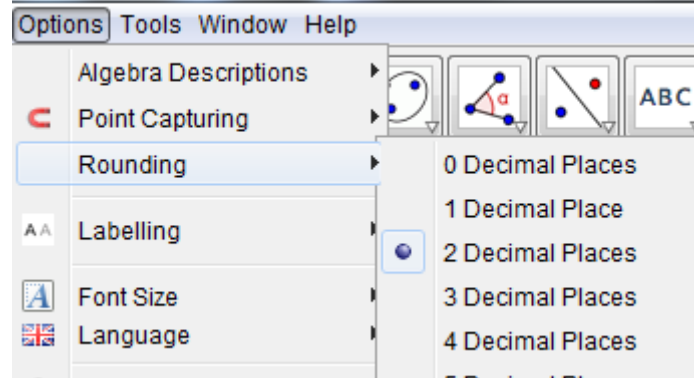 Options Tools Window Help
Algebra Descriptions
Point Capturing
Rounding
AA Labelling
A Font Size
Language
α
ABC
0 Decimal Places
1 Decimal Place
2 Decimal Places
3 Decimal Places
4 Decimal Places